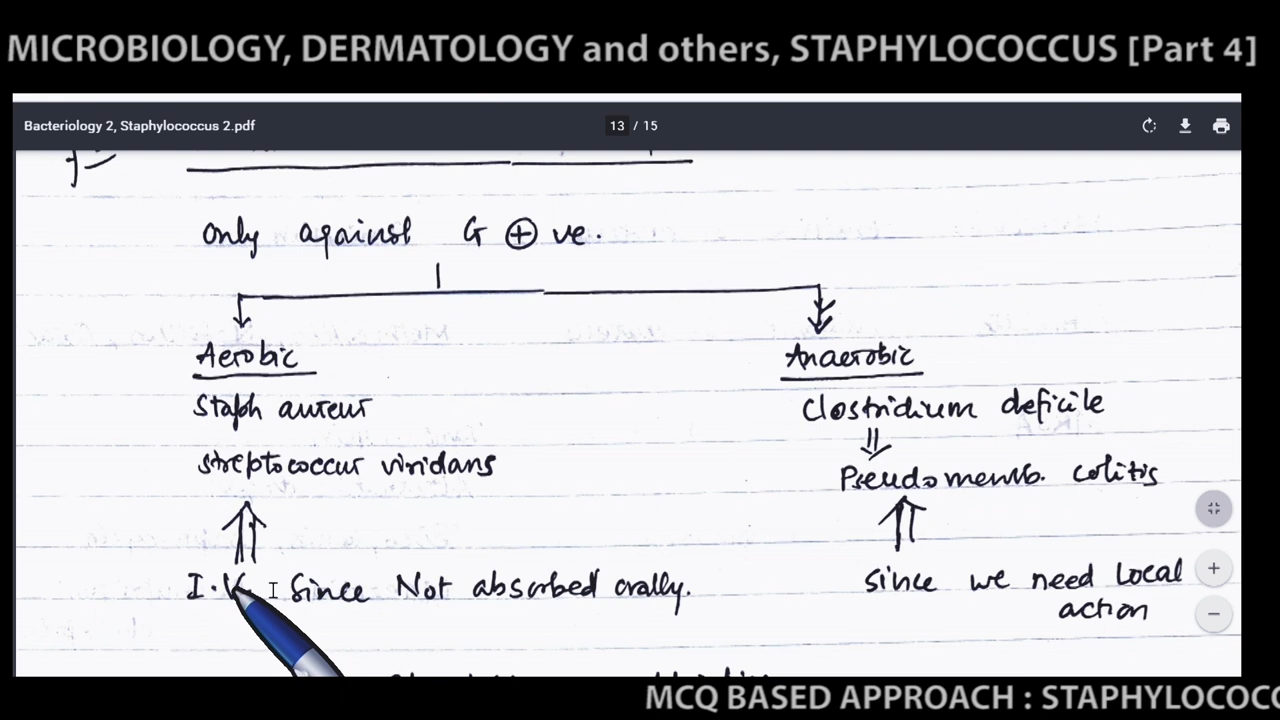 MICROBIOLOGY, DERMATOLOGY and others, STAPHYLOCOCCUS [Part 4]
Bacteriology 2, Staphylococcus 2.pdf
13 / 15
only against G ⊕ ve.
Aerobic
Anaerobic
Staph aureur
Clostridium deficile
streptococcur viridans
Pseudomemb. colitis
I.V : Since Not absorbed orally.
since we need Local
action
MCQ BASED APPROACH : STAPHYLOCOCC